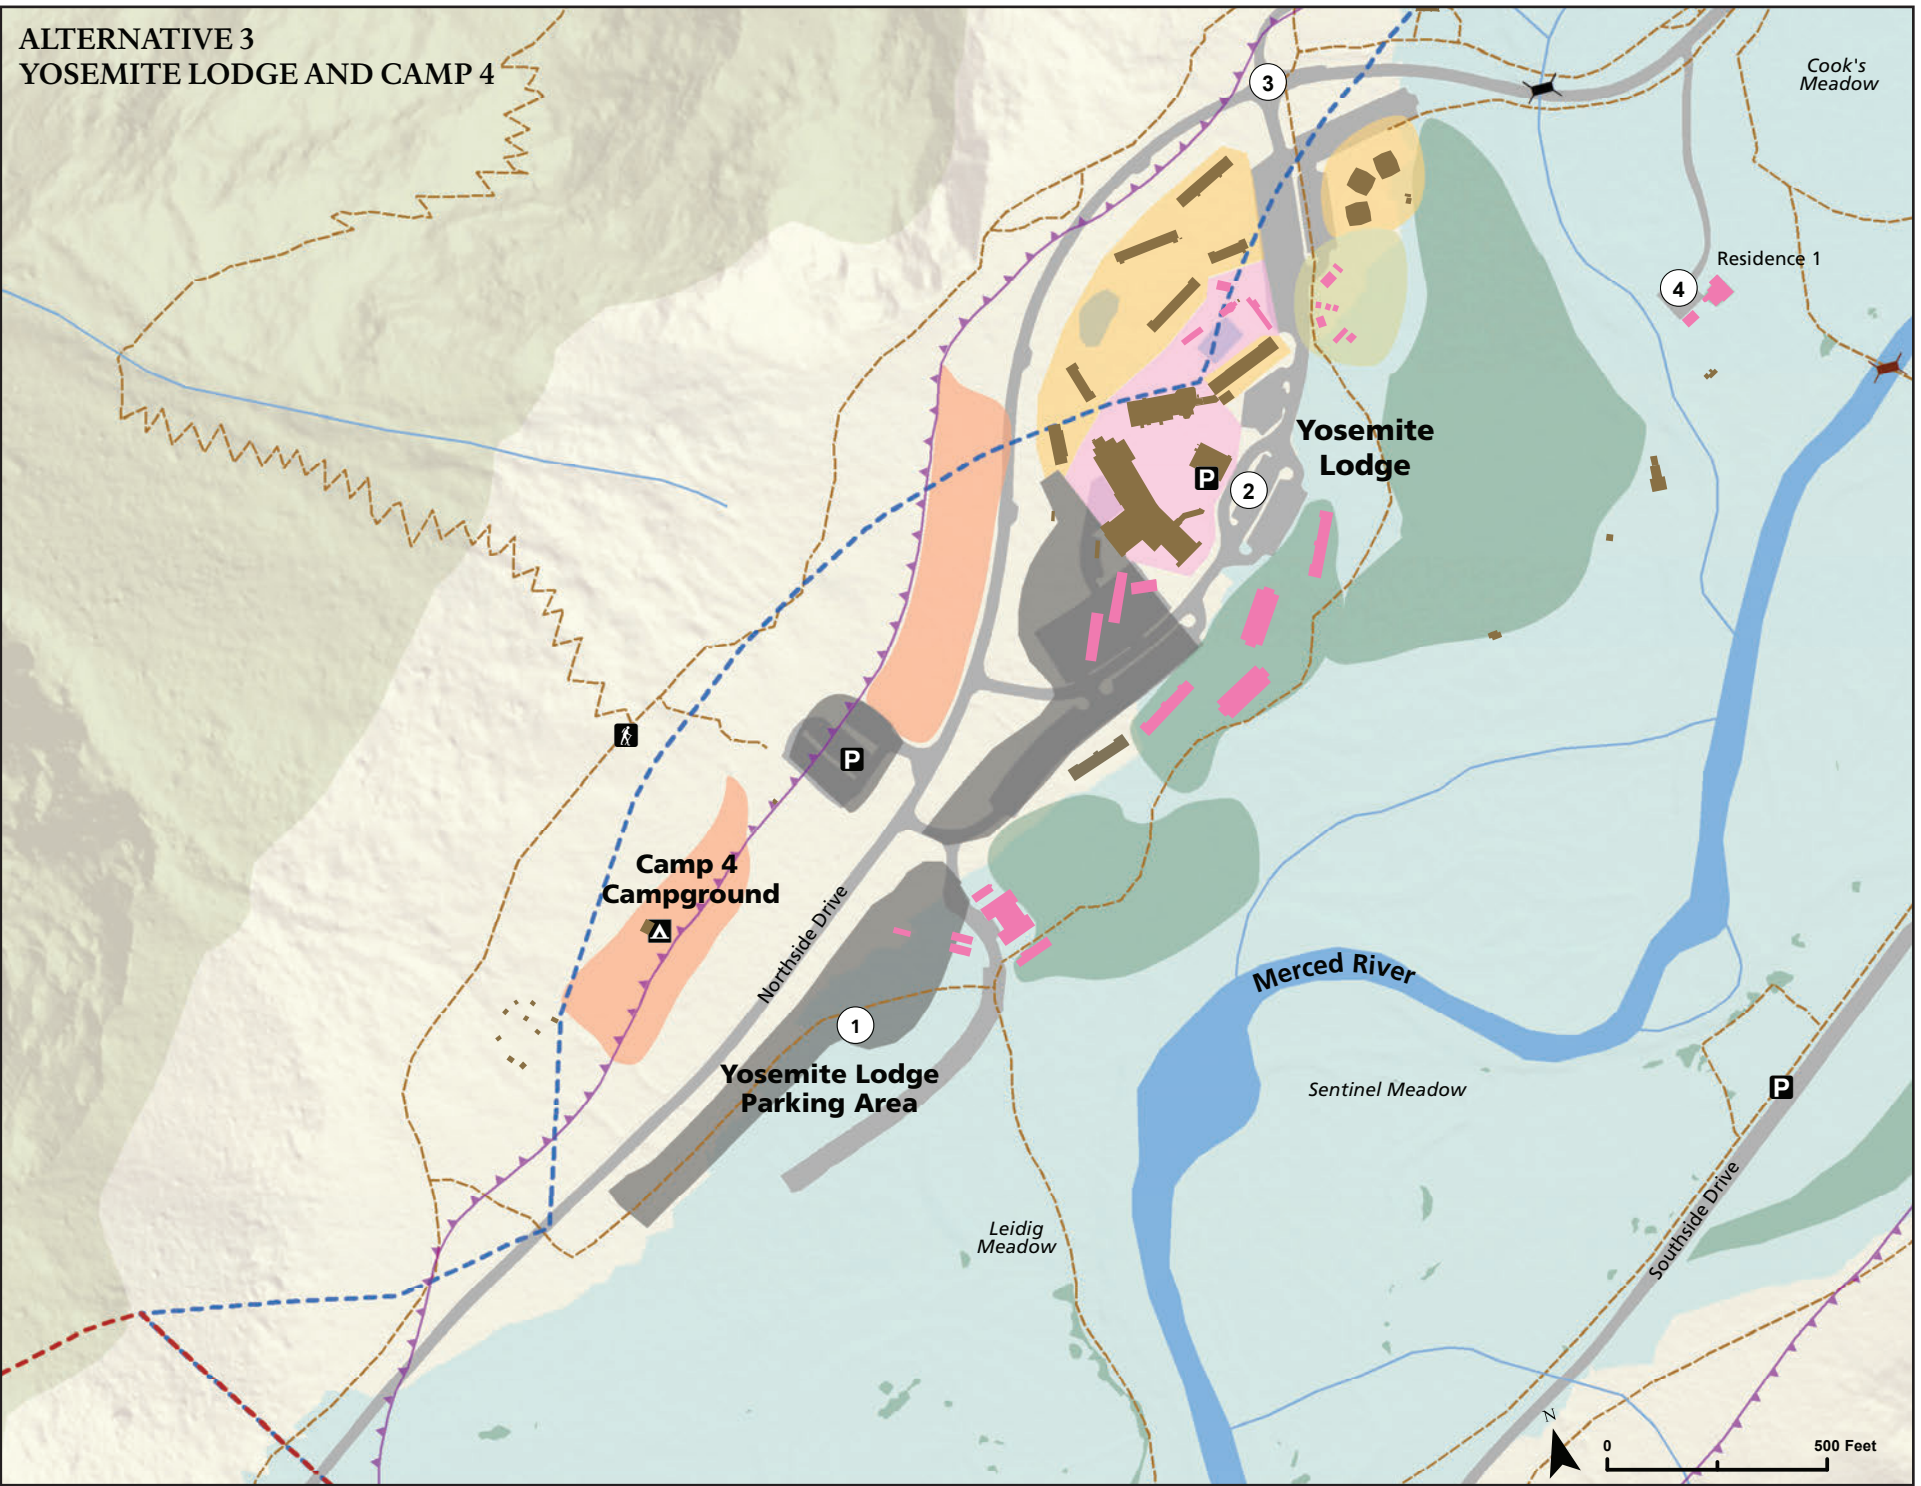 ALTERNATIVE 3
YOSEMITE LODGE AND CAMP 4
Cook's
Meadow
3
Residence 1
4
Yosemite
Lodge
P
2
P
Camp 4
Campground
Northside Drive
Merced River
1
Yosemite Lodge
Parking Area
Sentinel Meadow
P
Southside Drive
Leidig
Meadow
N
0
500 Feet